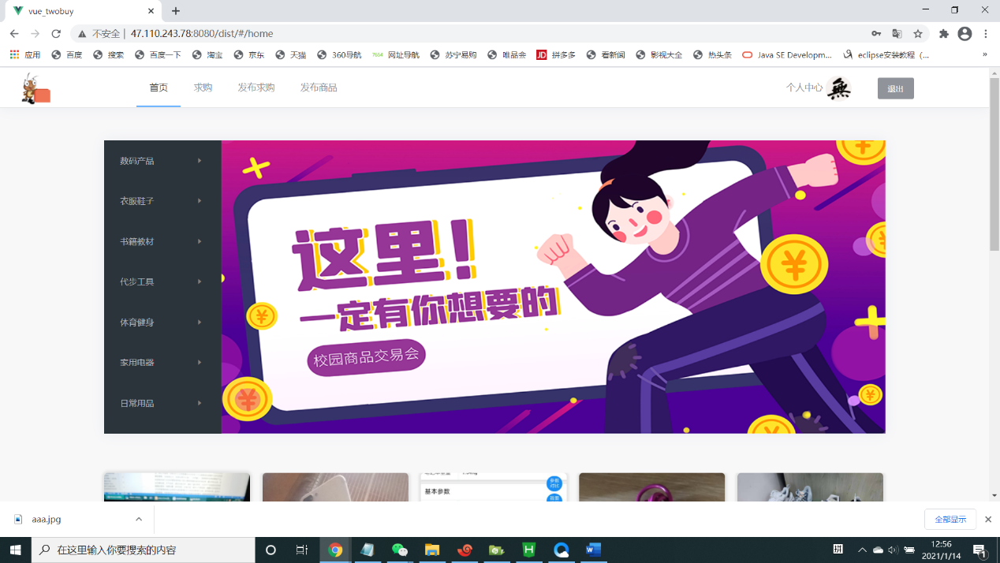 vue_twobuy
不安全 | 47.110.243.78:8080/dist/#/home
应用 百度 搜索 百度一下 淘宝 京东 天猫 360导航 7654 网址导航 苏宁易购 唯品会 JD 拼多多 看新闻 影视大全 热头条 Java SE Developm... eclipse安装教程（... »
首页 求购 发布求购 发布商品 个人中心 無 退出
数码产品
衣服鞋子
书籍教材
代步工具
体育健身
家用电器
日常用品
这里！
一定有你想要的
校园商品交易会
基本参数
aaa.jpg
全部显示
在这里输入你要搜索的内容
12:56
2021/1/14